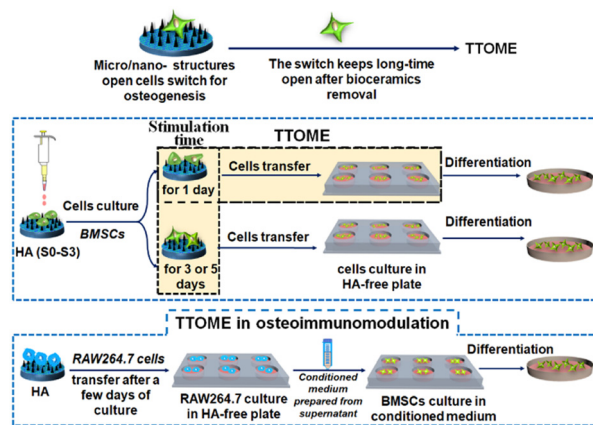 Micro/nano- structures
open cells switch for
osteogenesis
The switch keeps long-time
open after bioceramics
removal
TTOME
Stimulation
time
TTOME
for 1 day
Cells transfer
Differentiation
Cells culture
BMSCs
HA (S0-S3)
for 3 or 5
days
Cells transfer
cells culture in
HA-free plate
Differentiation
TTOME in osteoimmunomodulation
HA
RAW264.7 cells
transfer after a
few days of
culture
RAW264.7 culture
in HA-free plate
Conditioned
medium
prepared from
supernatant
BMSCs culture in
conditioned medium
Differentiation